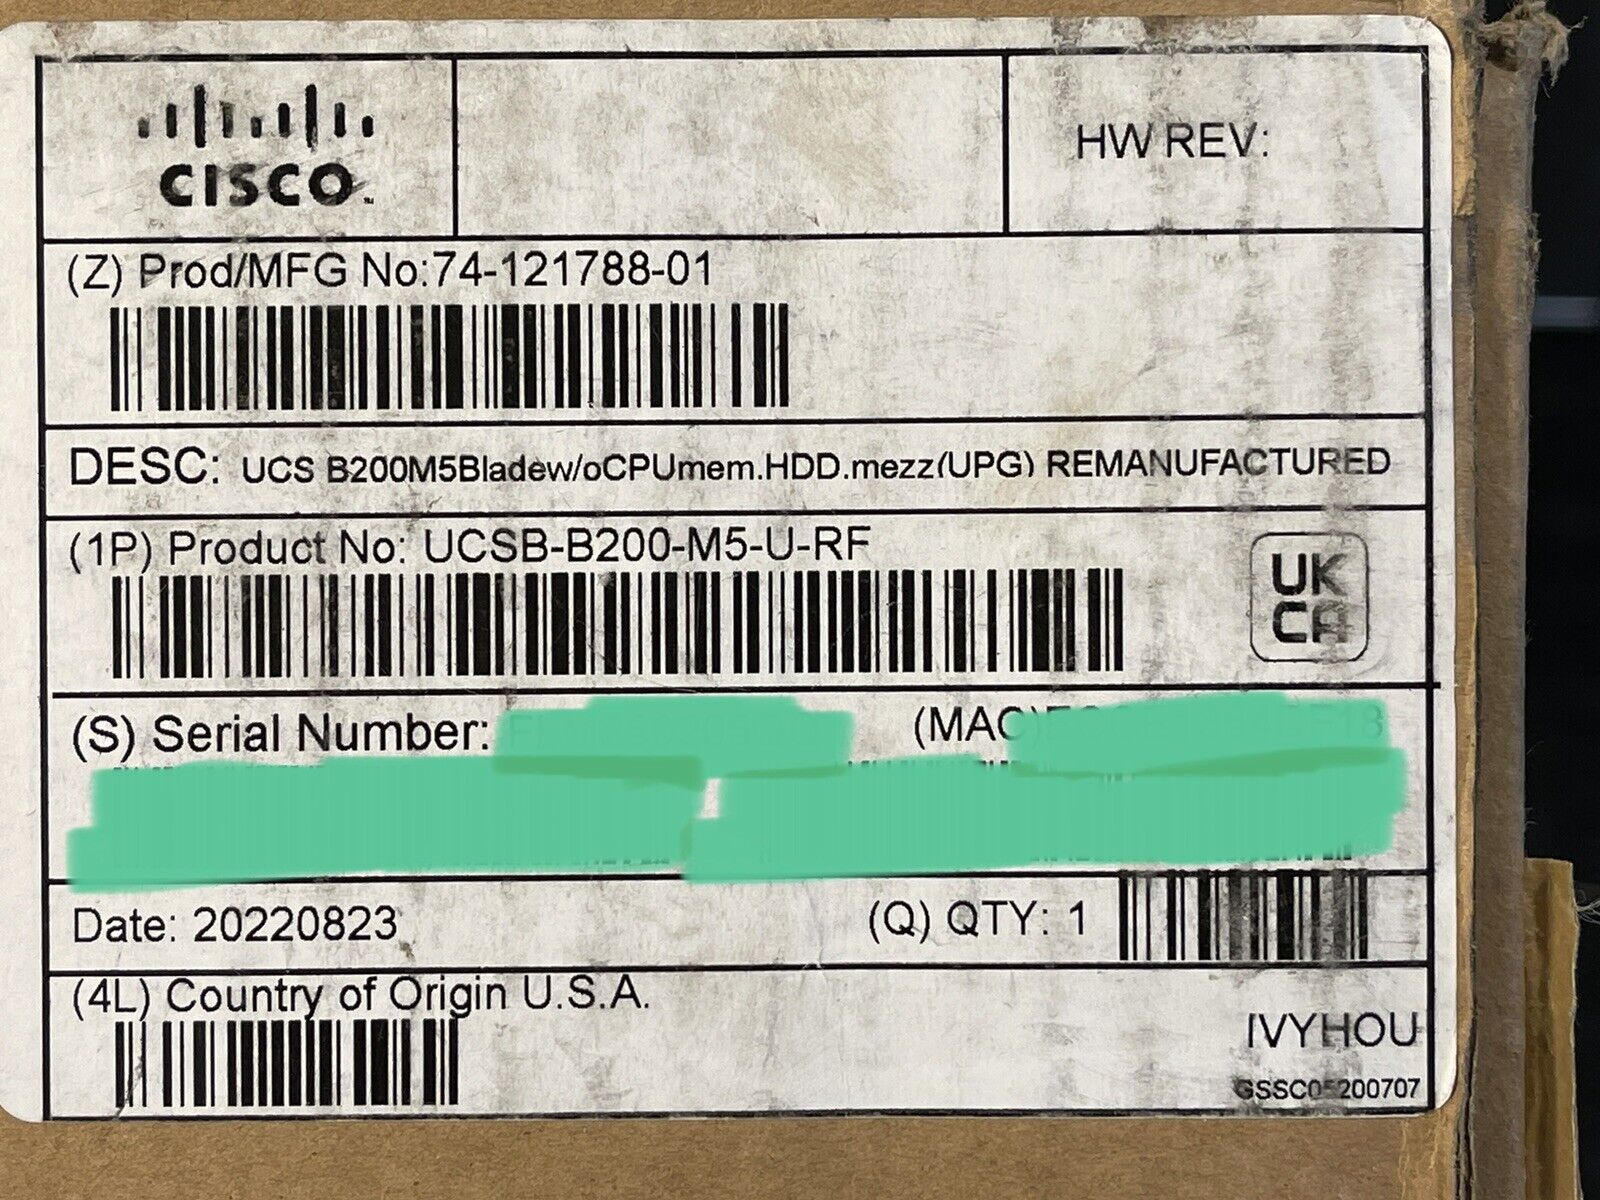 CISCO
HW REV:
(Z) Prod/MFG No:74-121788-01
DESC: UCS B200M5Bladew/oCPUmem.HDD.mezz(UPG) REMANUFACTURED
(1P) Product No: UCSB-B200-M5-U-RF
UK
CA
(S) Serial Number:
(MAC)
Date: 20220823
(Q) QTY: 1
(4L) Country of Origin U.S.A.
IVYHOU